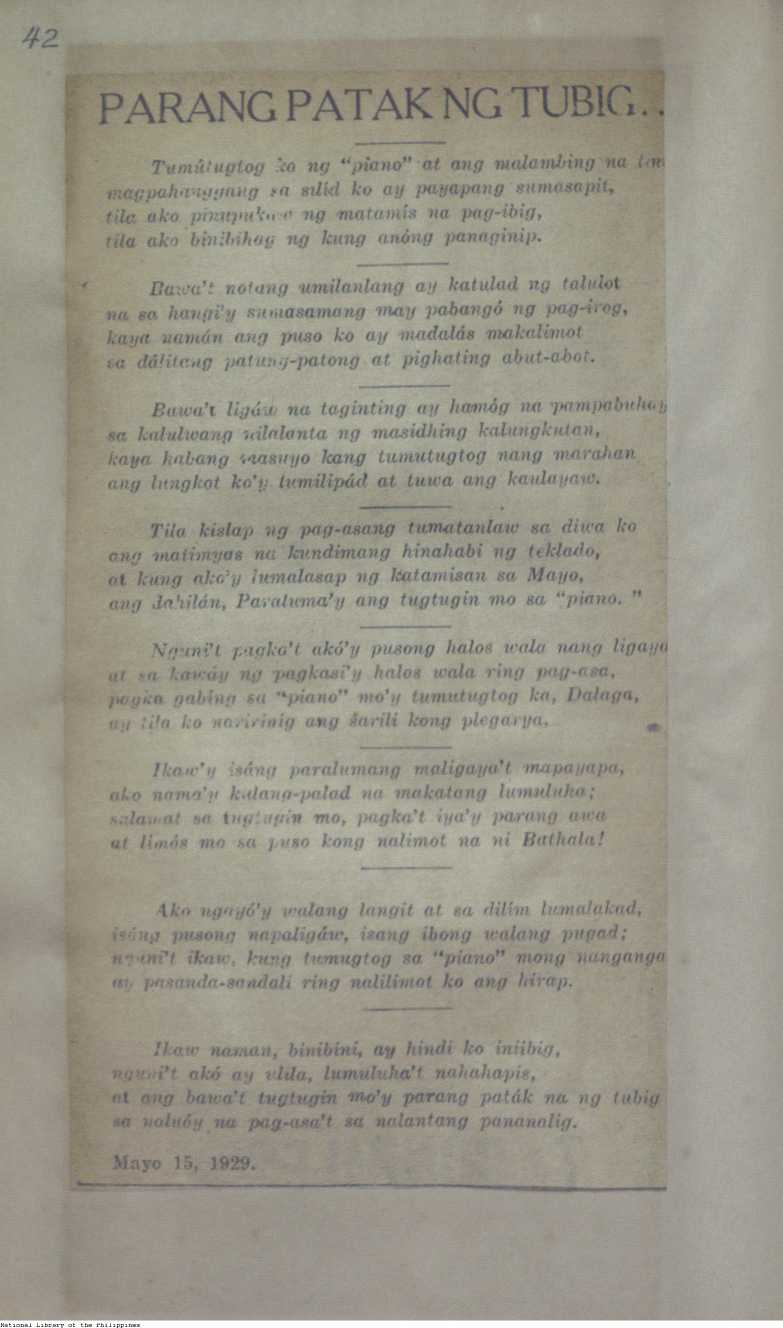 42
PARANG PATAK NG TUBIG..
Tumútugtog ko ng "piano" at ang malambing na
magpahanggang sa silíd ko ay payapang sumasapit,
tila ako ng matamís na pag-ibig,
tila ako binibihag ng kung anóng panaginip.
Bawa't notang umilanlang ay katulad ng talulot
na sa hangi'y sumasamang may pabangó ng pag-irog,
kaya namán ang puso ko ay madalás makalimot
sa dálitang patung-patong at pighating abut-abot.
Bawa't ligáw na taginting ay hamóg na pampabuhay
sa kalulwang nilalanta ng masidhing kalungkutan,
kaya habang masuyo kang tumutugtog nang marahan
ang lungkot ko'y tumilipád at tuwa ang kaulayaw.
Tila kislap ng pag-asang tumatanlaw sa diwa ko
ang matimyas na kundimang hinahabi ng teklado,
at kung ako'y lumalasap ng katamisan sa Mayo,
ang dahilán, Paraluma'y ang tugtugin mo sa "piano. "
Nguni't pagka't akó'y pusong halos wala nang ligaya
at sa kawáy ng pagkasi'y halos wala ring pag-asa,
pagka gabing sa "piano" mo'y tumutugtog ka, Dalaga,
ay tila ko naririnig ang sarili kong plegarya.
Ikaw'y isáng paralumang maligaya't mapayapa,
ako nama'y kulang-palad na makatang lumuluha;
salamat sa tugtugin mo, pagka't iya'y parang awa
at limós mo sa puso kong nalimot na ni Bathala!
Ako ngayó'y walang langit at sa dilím lumalakad,
isáng pusong napaligáw, isang ibong walang pugad;
nguni't ikaw, kung tumugtog sa "piano" mong nanganga
ay pasanda-sandali ring nalilimot ko ang hirap.
Ikaw naman, binibini, ay hindi ko iniibig,
nguni't akó ay ulila, lumuluha't nahahapis,
at ang bawa't tugtugin mo'y parang paták na ng tubig
sa naluóy na pag-asa't sa nalantang pananalig.
Mayo 15, 1929.
National Library of the Philippines